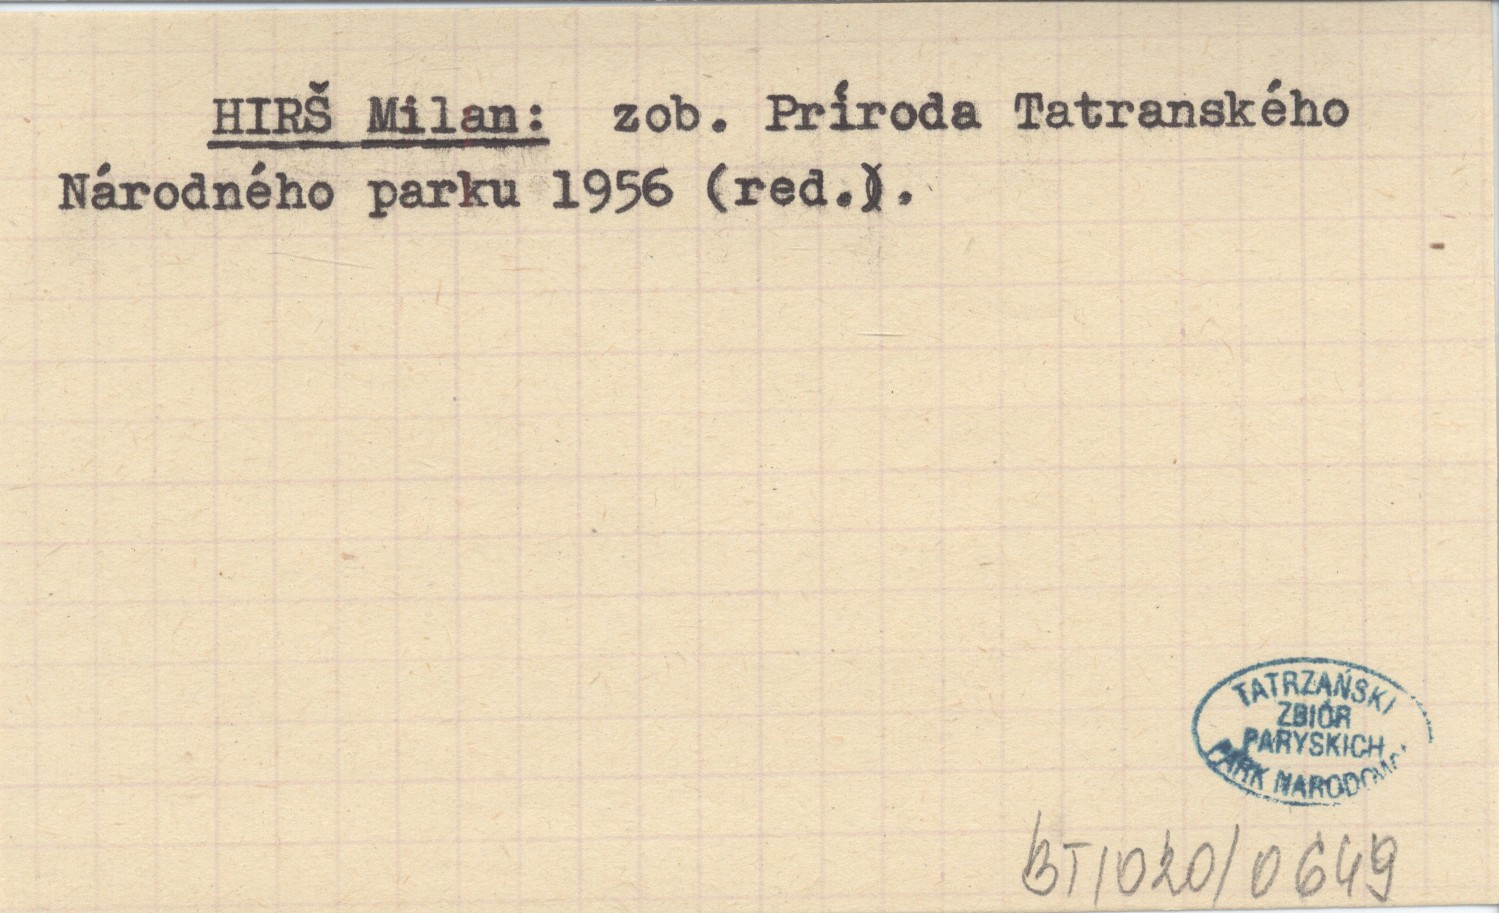 HIRŠ Milan: zob. Príroda Tatranského
Národného parku 1956 (red.).
TATRZAŃSKI
ZBIÓR
PARYSKICH
PARK NARODOWY
BT/020/0649